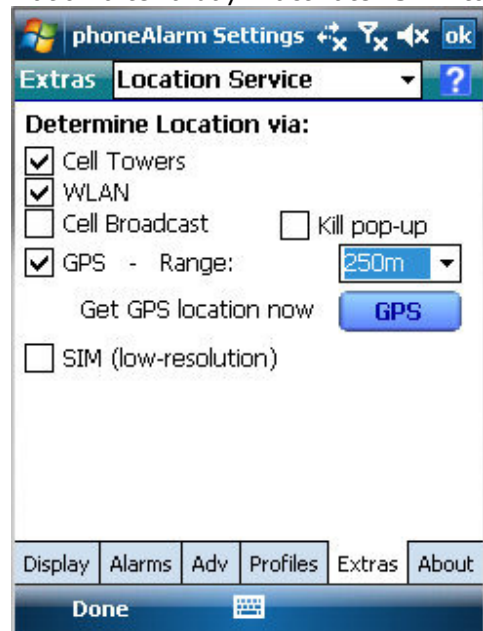 phoneAlarm Settings ok
Extras Location Service ?
Determine Location via:
Cell Towers
WLAN
Cell Broadcast Kill pop-up
GPS - Range: 250m
Get GPS location now GPS
SIM (low-resolution)
Display Alarms Adv Profiles Extras About
Done